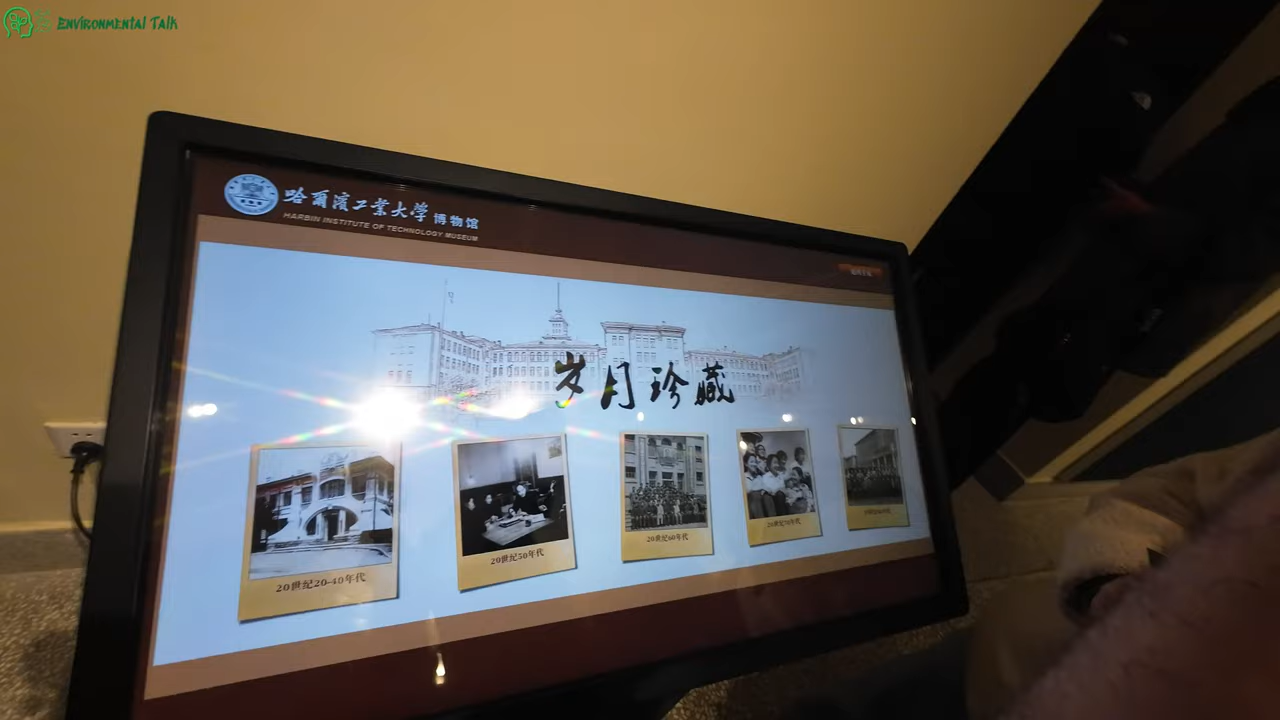 Environmental Talk
哈爾濱工業大學 博物馆
HARBIN INSTITUTE OF TECHNOLOGY MUSEUM
岁月珍藏
20世纪20-40年代
20世纪50年代
20世纪60年代
20世纪70年代